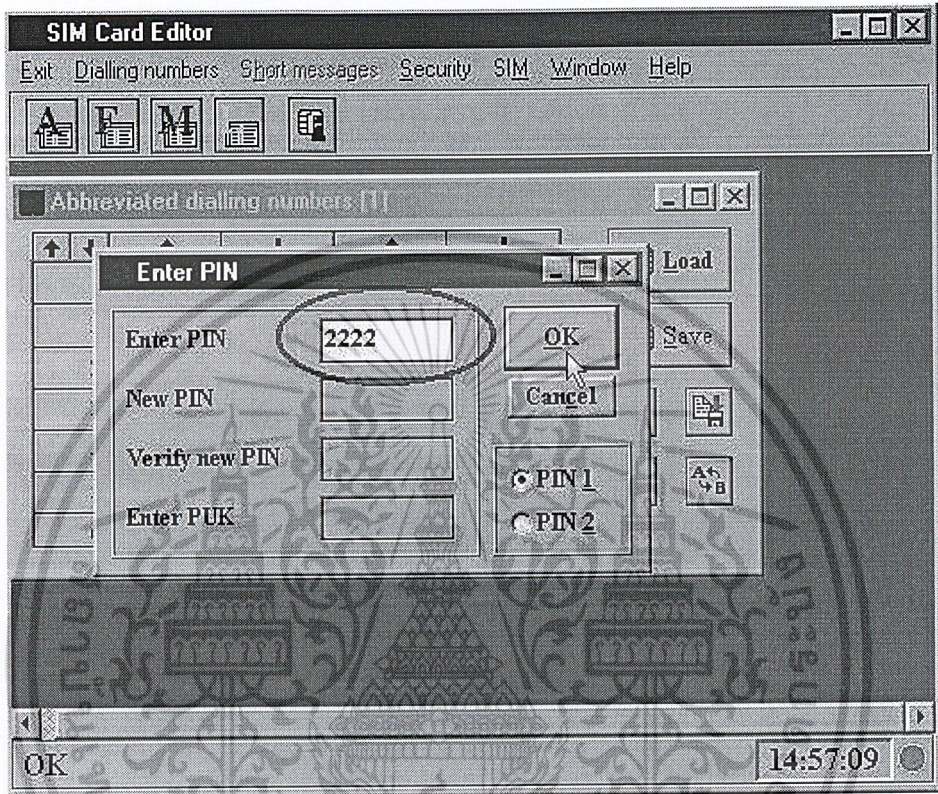 SIM Card Editor
Exit Dialling numbers Short messages Security SIM Window Help
A F M
Abbreviated dialling numbers [1]
Load
Enter PIN
Enter PIN 2222 OK
Save
New PIN Cancel
Verify new PIN
PIN 1
A B
Enter PUK
PIN 2
OK 14:57:09